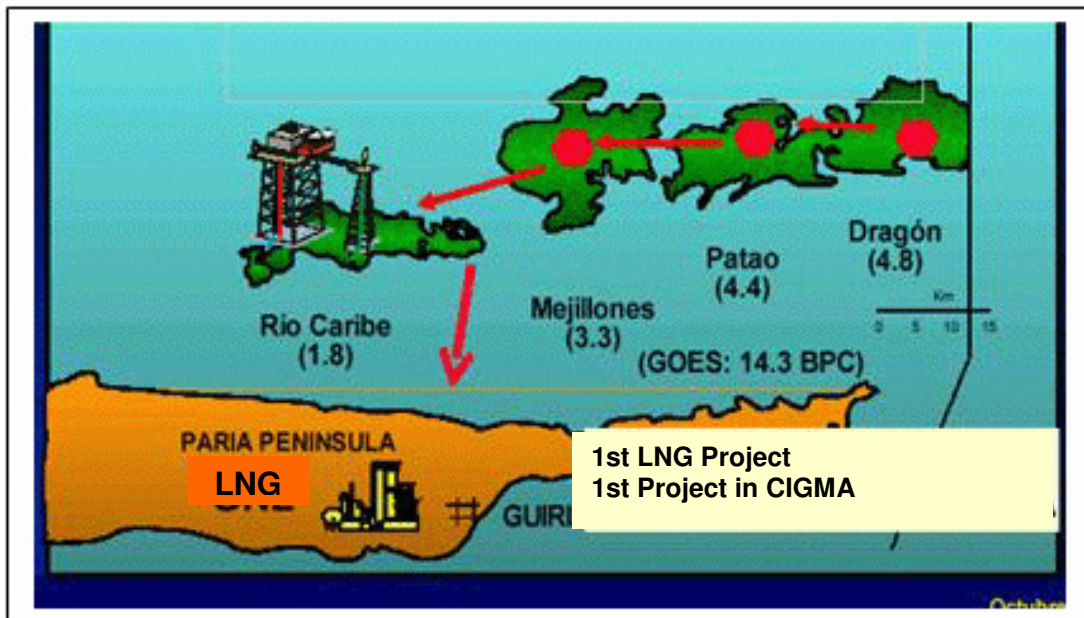 Dragón
(4.8)
Patao
(4.4)
Km
0 5 10 15
Mejillones
(3.3)
Río Caribe
(1.8)
(GOES: 14.3 BPC)
PARIA PENINSULA
LNG
1st LNG Project
1st Project in CIGMA
Octubre